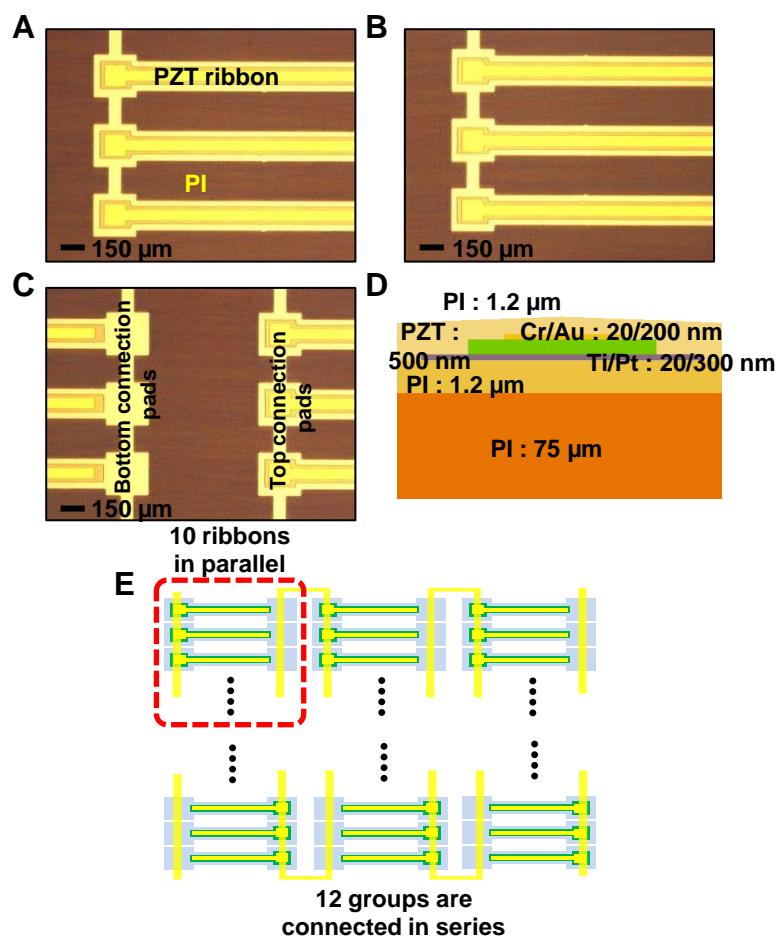 A
B
PZT ribbon
PI
150 µm
150 µm
C
D
Bottom connection
pads
Top connection
pads
150 µm
PI : 1.2 µm
PZT :
Cr/Au : 20/200 nm
500 nm
Ti/Pt : 20/300 nm
PI : 1.2 µm
PI : 75 µm
10 ribbons
in parallel
E
12 groups are
connected in series